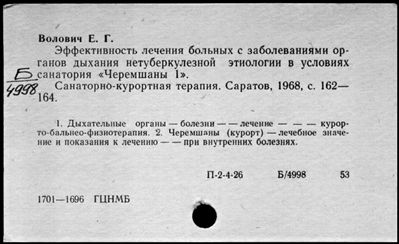 Волович Е. Г.
Эффективность лечения больных с заболеваниями ор-
ганов дыхания нетуберкулезной этиологии в условиях
санатория «Черемшаны 1».
Б
4998
Санаторно-курортная терапия. Саратов, 1968, с. 162—
164.
1. Дыхательные органы — болезни — — лечение — — — курор-
то-бальнео-физиотерапия. 2. Черемшаны (курорт) — лечебное значе-
ние и показания к лечению — — при внутренних болезнях.
П-2-4-26 Б/4998 53
1701—1696 ГЦНМБ